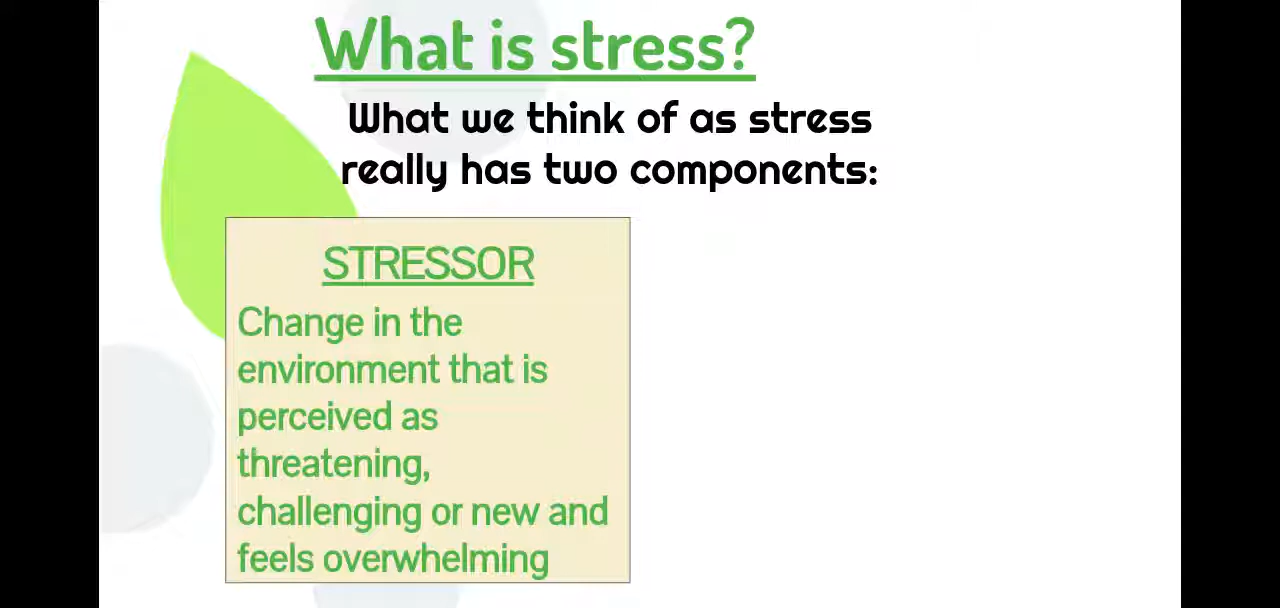 What is stress?
What we think of as stress
really has two components:
STRESSOR
Change in the
environment that is
perceived as
threatening,
challenging or new and
feels overwhelming